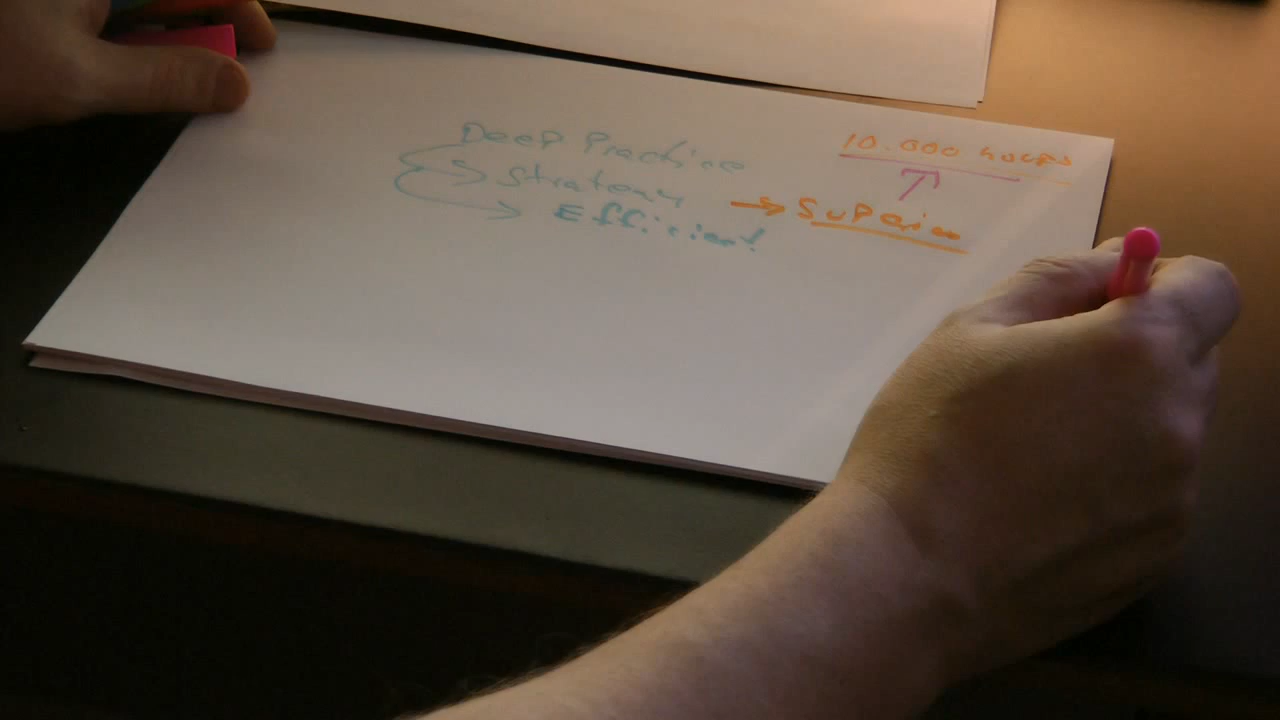 Deep Practice
10.000 hours
Strategy
Efficient!
Superior